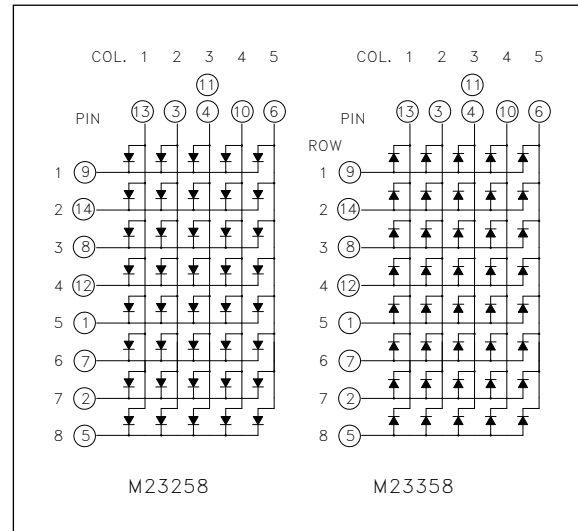 COL. 1 2 3 4 5 COL. 1 2 3 4 5
11 11
PIN 13 3 4 10 6 PIN 13 3 4 10 6
ROW
1 9 1 9
2 14 2 14
3 8 3 8
4 12 4 12
5 1 5 1
6 7 6 7
7 2 7 2
8 5 8 5
M23258 M23358